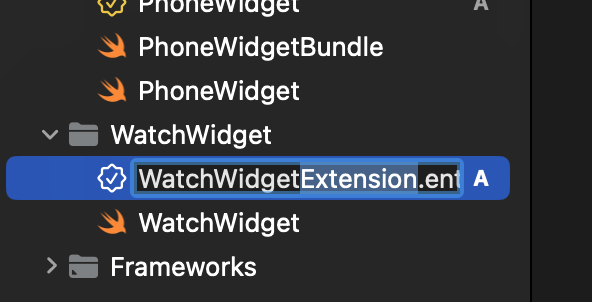 PhoneWidget A
PhoneWidgetBundle
PhoneWidget
WatchWidget
WatchWidgetExtension.ent A
WatchWidget
Frameworks